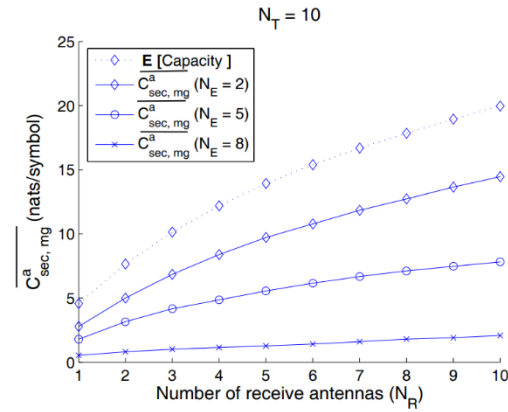 N_T = 10
25
20
15
10
5
0
E [Capacity ]
C^a_sec, mg (N_E = 2)
C^a_sec, mg (N_E = 5)
C^a_sec, mg (N_E = 8)
C^a_sec, mg (nats/symbol)
1 2 3 4 5 6 7 8 9 10
Number of receive antennas (N_R)